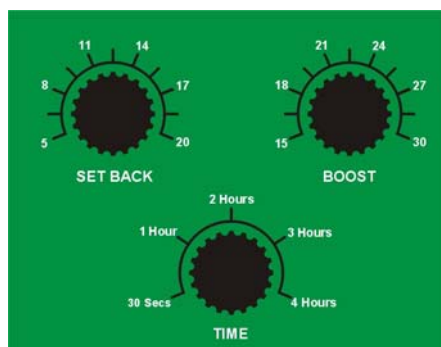 11 14
8 17
5 20
SET BACK
21 24
18 27
15 30
BOOST
2 Hours
1 Hour 3 Hours
30 Secs 4 Hours
TIME